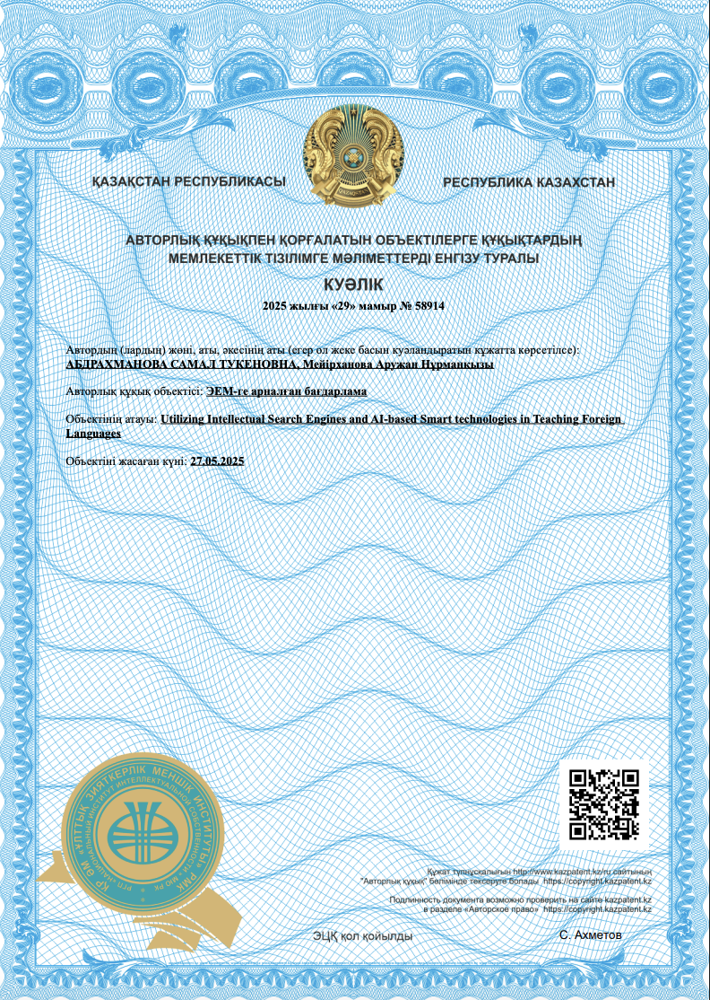 ҚАЗАҚСТАН РЕСПУБЛИКАСЫ
РЕСПУБЛИКА КАЗАХСТАН
QAZAQSTAN
АВТОРЛЫҚ ҚҰҚЫҚПЕН ҚОРҒАЛАТЫН ОБЪЕКТІЛЕРГЕ ҚҰҚЫҚТАРДЫҢ
МЕМЛЕКЕТТІК ТІЗІЛІМГЕ МӘЛІМЕТТЕРДІ ЕНГІЗУ ТУРАЛЫ
КУӘЛІК
2025 жылғы «29» мамыр № 58914
Автордың (лардың) жөні, аты, әкесінің аты (егер ол жеке басын куәландыратын құжатта көрсетілсе):
АБДРАХМАНОВА САМАЛ ТУКЕНОВНА, Мейірханова Аружан Нұрманқызы
Авторлық құқық объектісі: ЭЕМ-ге арналған бағдарлама
Объектінің атауы: Utilizing Intellectual Search Engines and AI-based Smart technologies in Teaching Foreign
Languages
Объектіні жасаған күні: 27.05.2025
«ҰЛТТЫҚ ЗИЯТКЕРЛІК МЕНШІК ИНСТИТУТЫ» РМК ҚР ӘМ
РГП «НАЦИОНАЛЬНЫЙ ИНСТИТУТ ИНТЕЛЛЕКТУАЛЬНОЙ СОБСТВЕННОСТИ» МЮ РК
Құжат түпнұсқалығын http://www.kazpatent.kz/ru сайтының
"Авторлық құқық" бөлімінде тексеруге болады https://copyright.kazpatent.kz
Подлинность документа возможно проверить на сайте kazpatent.kz
в разделе «Авторское право» https://copyright.kazpatent.kz
ЭЦҚ қол қойылды
С. Ахметов